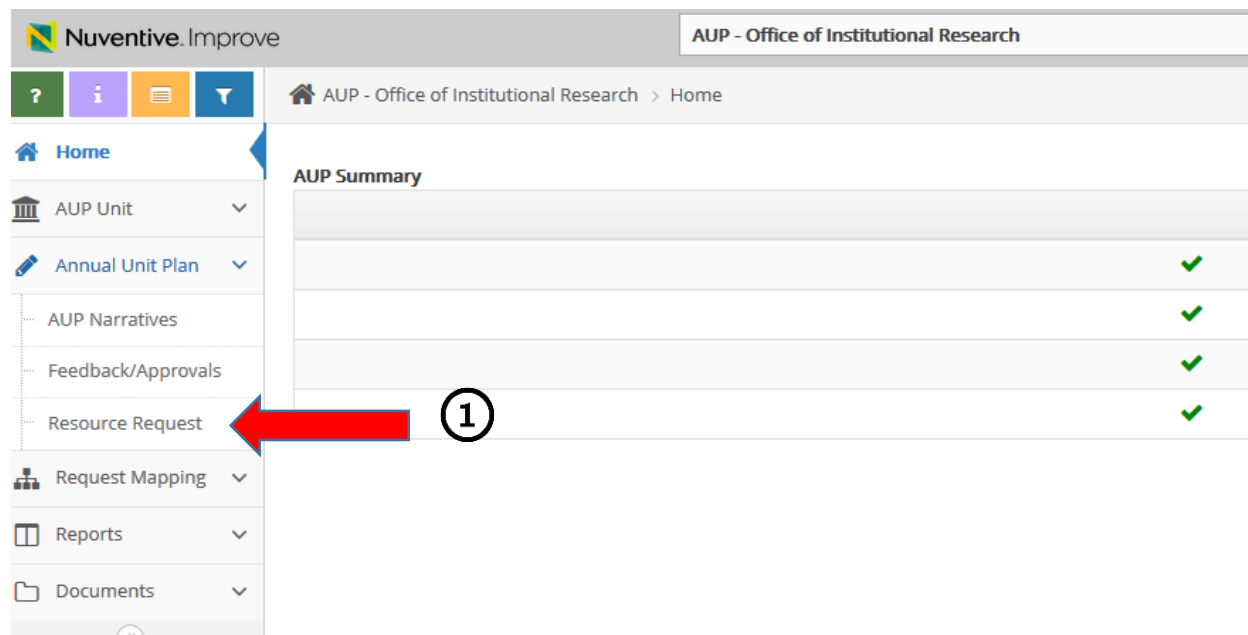 Nuventive. Improve
AUP - Office of Institutional Research
? i
AUP - Office of Institutional Research > Home
Home
AUP Summary
AUP Unit
Annual Unit Plan
AUP Narratives
Feedback/Approvals
Resource Request
1
Request Mapping
Reports
Documents